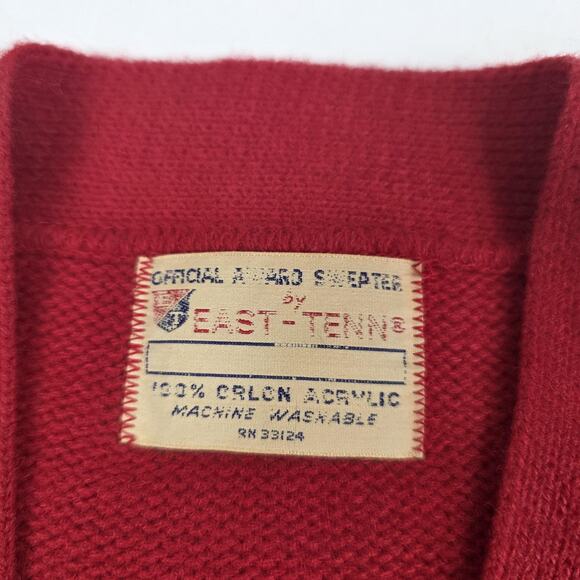 OFFICIAL AWARD SWEATER
by
EAST-TENN®
100% ORLON ACRYLIC
MACHINE WASHABLE
RN 33124